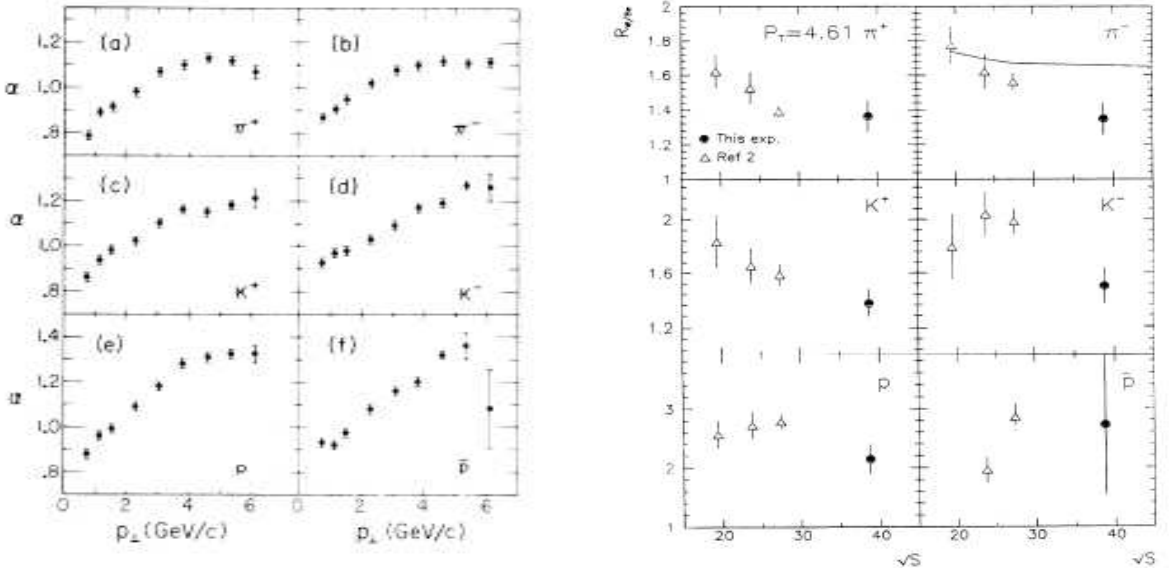 1.2
1.0
.8
α
(a)
π+
(b)
π−
1.2
1.0
.8
α
(c)
K+
(d)
K−
1.4
1.2
1.0
.8
α
(e)
p
(f)
p̄
0 2 4 6 0 2 4 6
p⊥(GeV/c) p⊥(GeV/c)
2
1.8
1.6
1.4
1.2
1
PT=4.61 π+
π−
● This exp.
△ Ref 2
2
1.6
1.2
K+
K−
3
2
1
p
p̄
20 30 40 20 30 40
√S √S